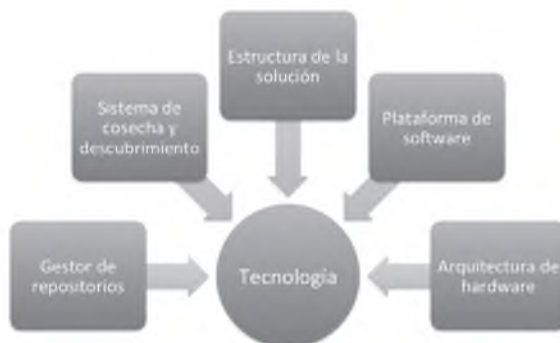 Estructura de la
solución
Sistema de
cosecha y
descubrimiento
Plataforma de
software
Gestor de
repositorios
Tecnología
Arquitectura de
hardware